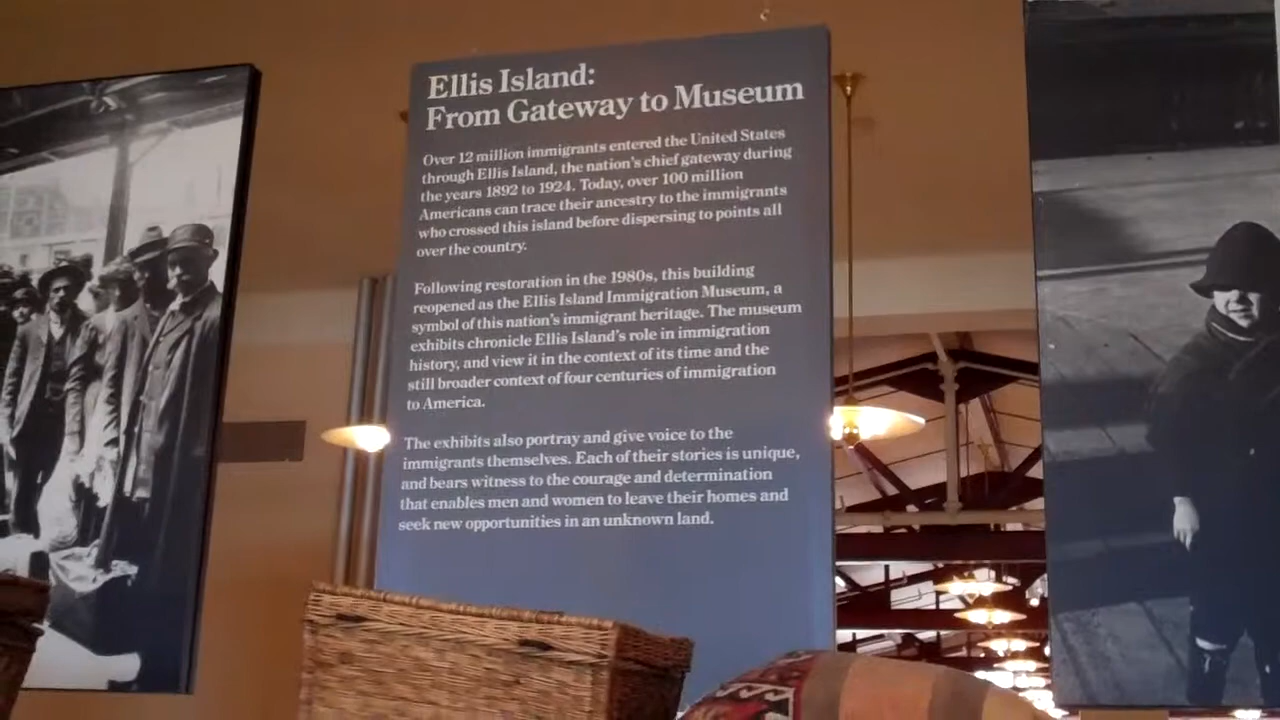 Ellis Island:
From Gateway to Museum
Over 12 million immigrants entered the United States
through Ellis Island, the nation's chief gateway during
the years 1892 to 1924. Today, over 100 million
Americans can trace their ancestry to the immigrants
who crossed this island before dispersing to points all
over the country.
Following restoration in the 1980s, this building
reopened as the Ellis Island Immigration Museum, a
symbol of this nation's immigrant heritage. The museum
exhibits chronicle Ellis Island's role in immigration
history, and view it in the context of its time and the
still broader context of four centuries of immigration
to America.
The exhibits also portray and give voice to the
immigrants themselves. Each of their stories is unique,
and bears witness to the courage and determination
that enables men and women to leave their homes and
seek new opportunities in an unknown land.